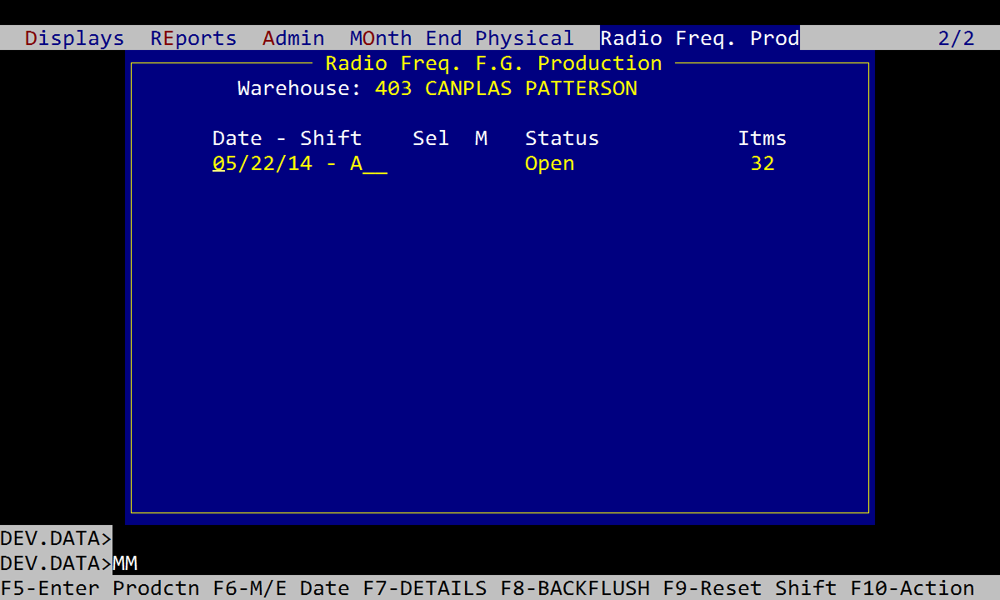 Displays REports Admin MOnth End Physical Radio Freq. Prod 2/2
Radio Freq. F.G. Production
Warehouse: 403 CANPLAS PATTERSON
Date - Shift Sel M Status Itms
05/22/14 - A__ Open 32
DEV.DATA>
DEV.DATA>MM
F5-Enter Prodctn F6-M/E Date F7-DETAILS F8-BACKFLUSH F9-Reset Shift F10-Action